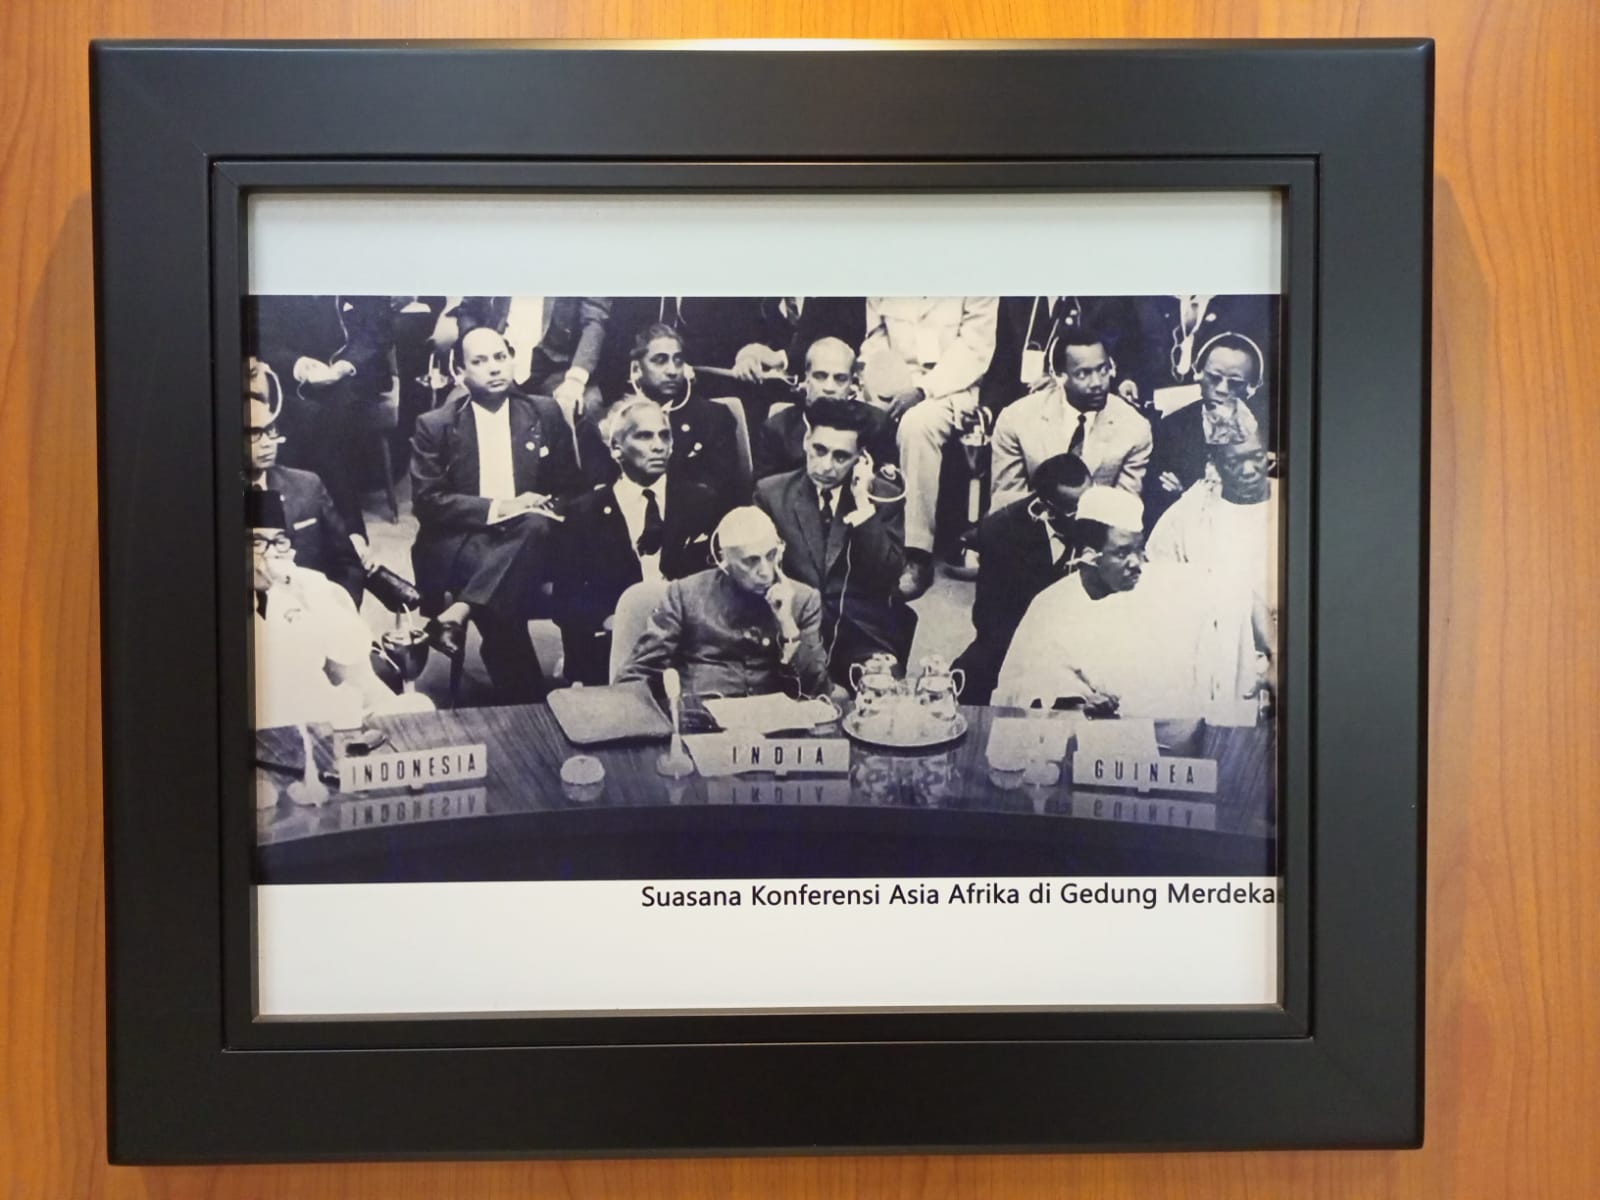 INDONESIA
INDIA
GUINEA
Suasana Konferensi Asia Afrika di Gedung Merdeka